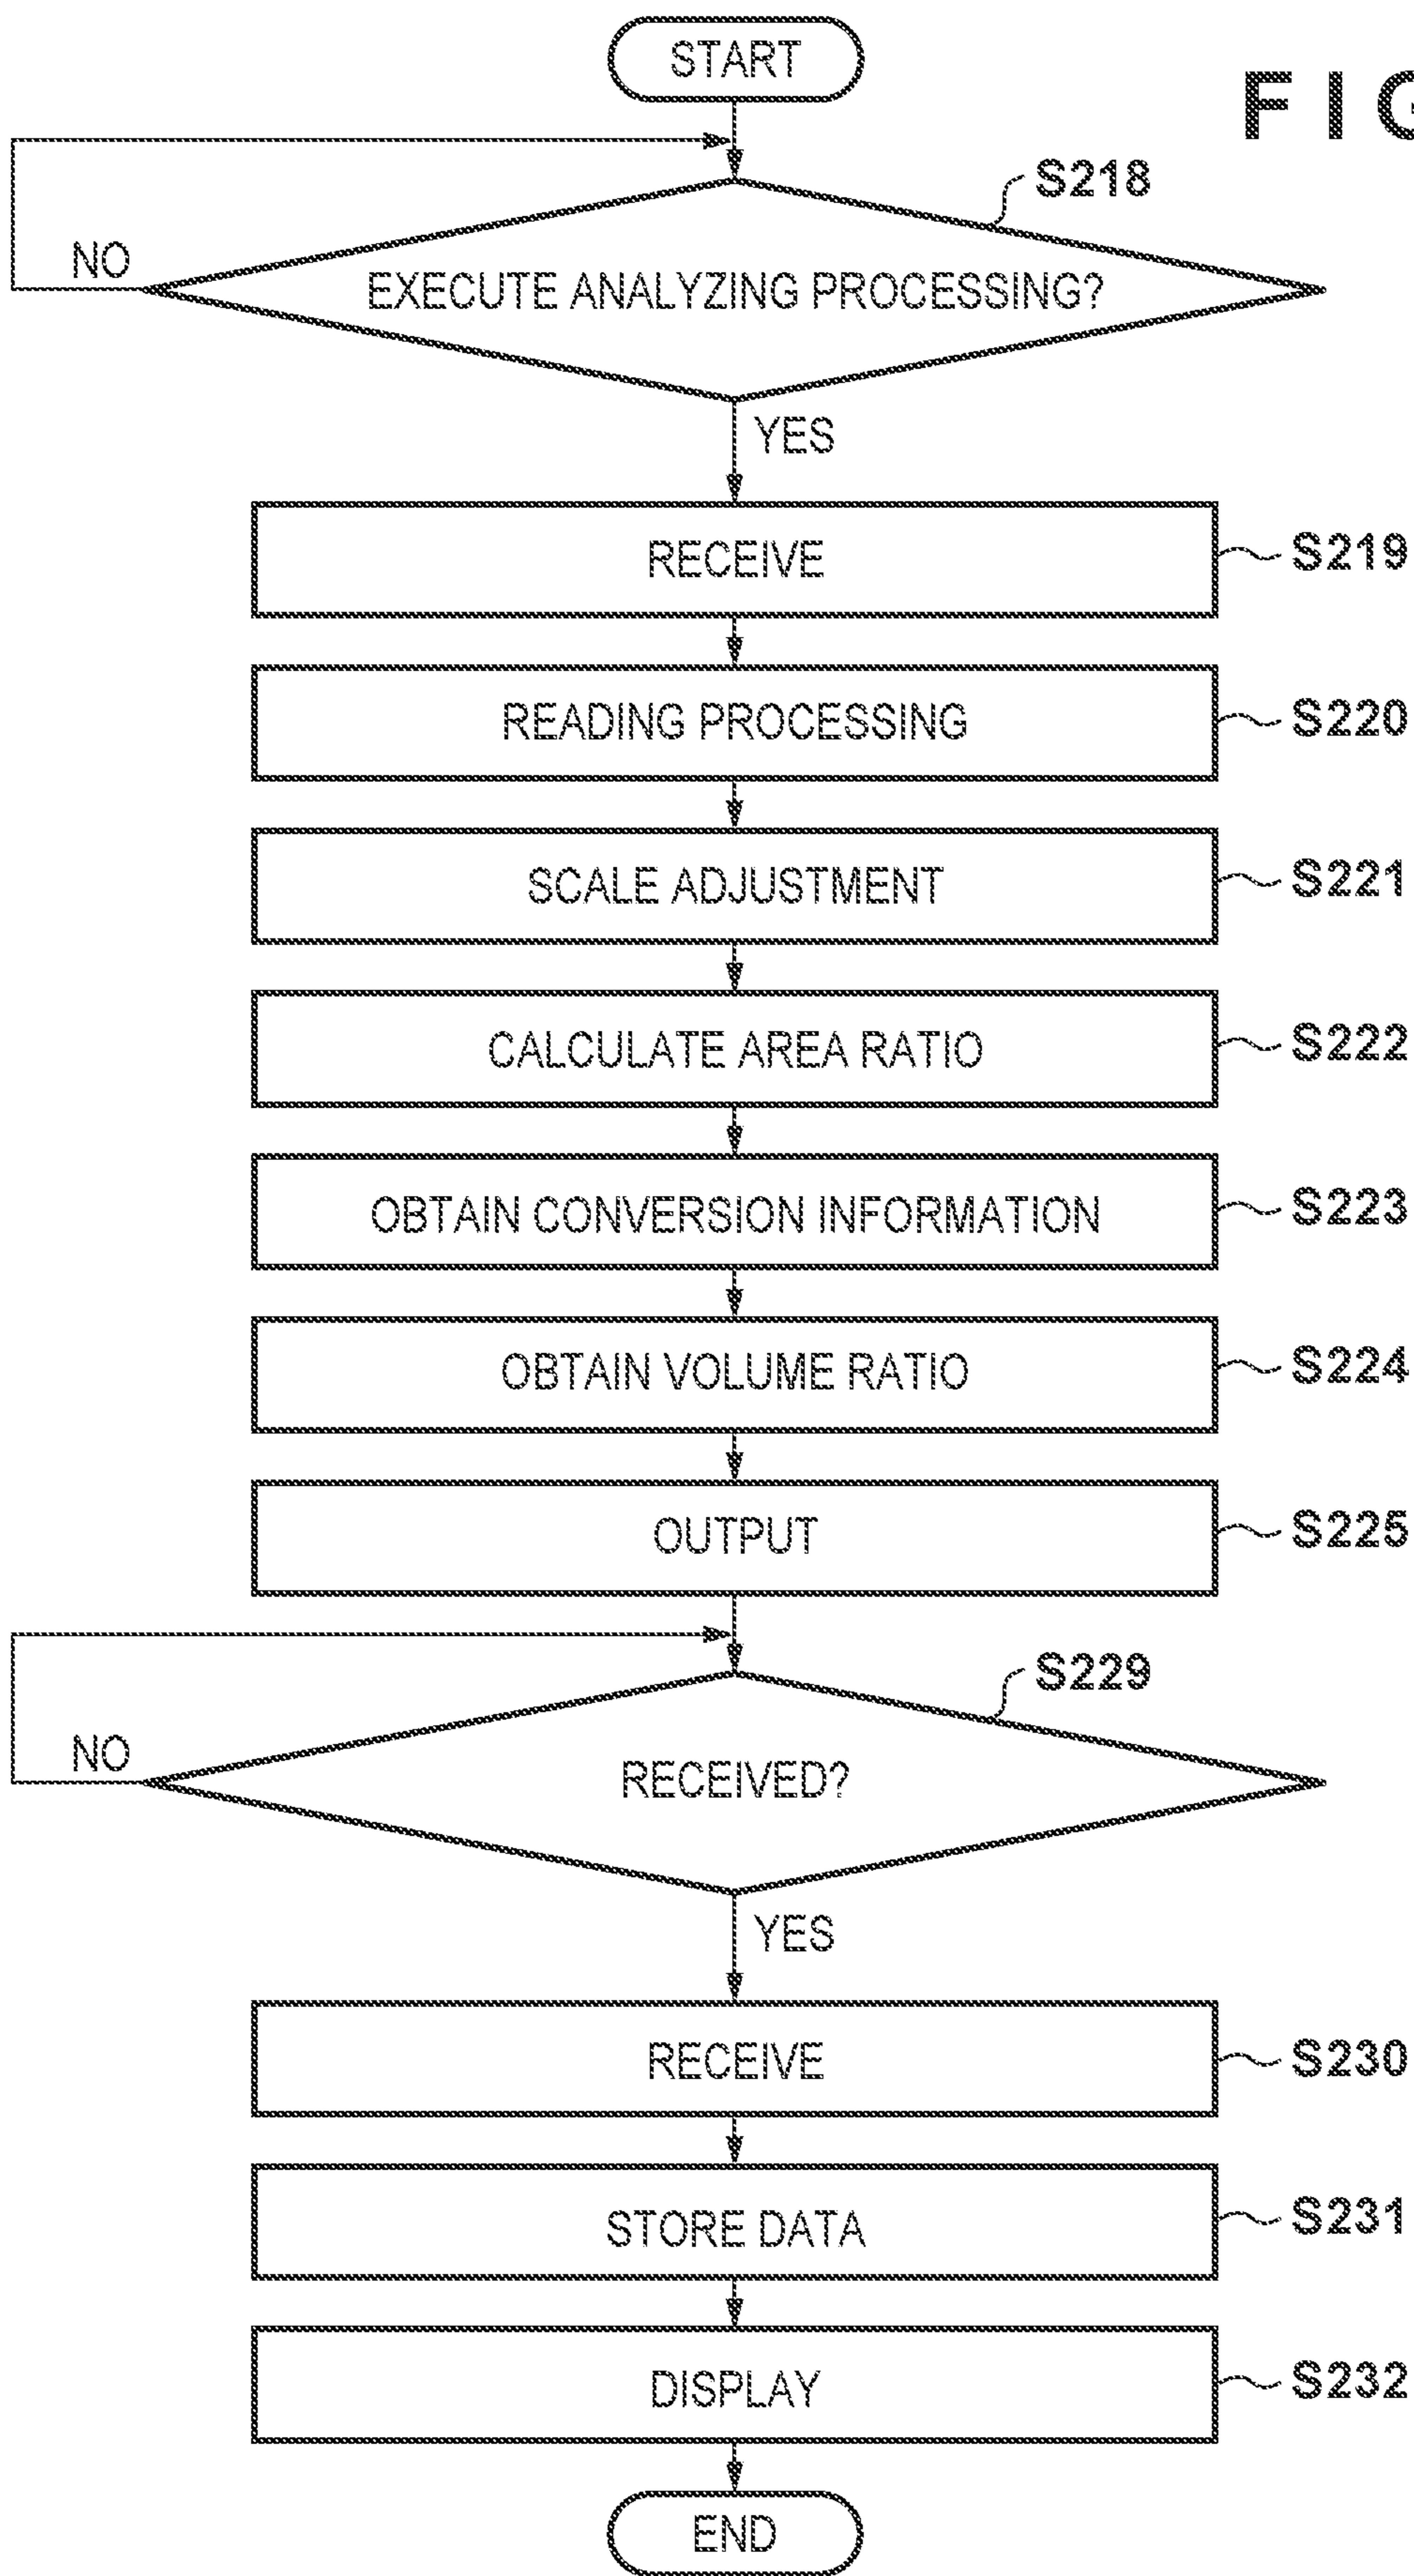 START
FIG
S218
NO
EXECUTE ANALYZING PROCESSING?
YES
RECEIVE
S219
READING PROCESSING
S220
SCALE ADJUSTMENT
S221
CALCULATE AREA RATIO
S222
OBTAIN CONVERSION INFORMATION
S223
OBTAIN VOLUME RATIO
S224
OUTPUT
S225
S229
NO
RECEIVED?
YES
RECEIVE
S230
STORE DATA
S231
DISPLAY
S232
END